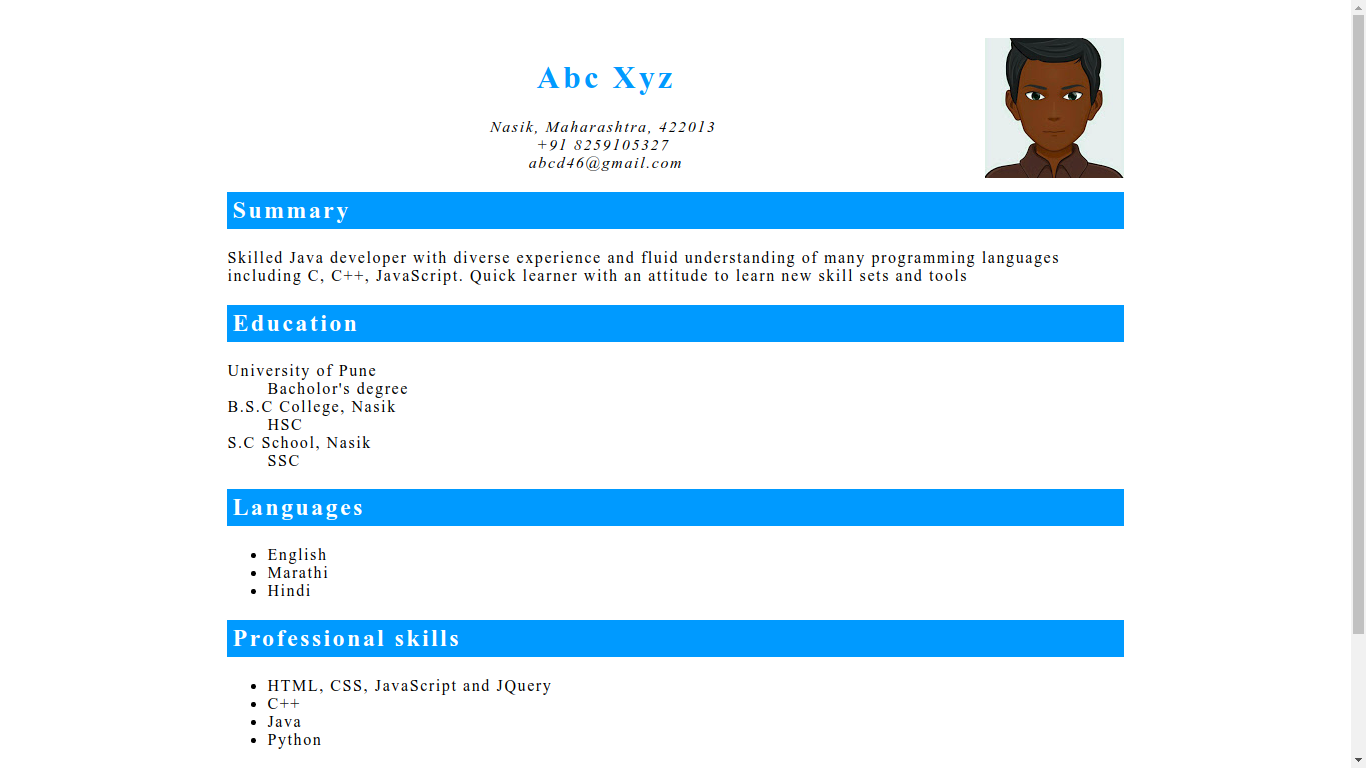 Abc Xyz
Nasik, Maharashtra, 422013
+91 8259105327
abcd46@gmail.com
Summary
Skilled Java developer with diverse experience and fluid understanding of many programming languages
including C, C++, JavaScript. Quick learner with an attitude to learn new skill sets and tools
Education
University of Pune
Bacholor's degree
B.S.C College, Nasik
HSC
S.C School, Nasik
SSC
Languages
English
Marathi
Hindi
Professional skills
HTML, CSS, JavaScript and JQuery
C++
Java
Python